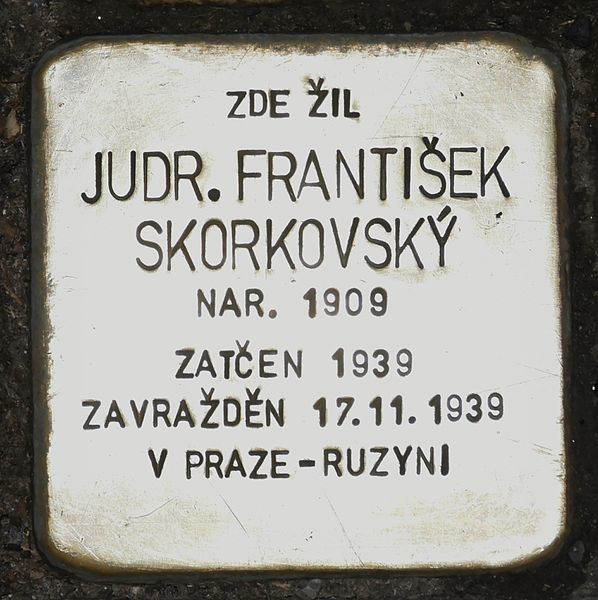 ZDE ŽIL
JUDR. FRANTIŠEK
SKORKOVSKÝ
NAR. 1909
ZATČEN 1939
ZAVRAŽDĚN 17.11.1939
V PRAZE-RUZYNI